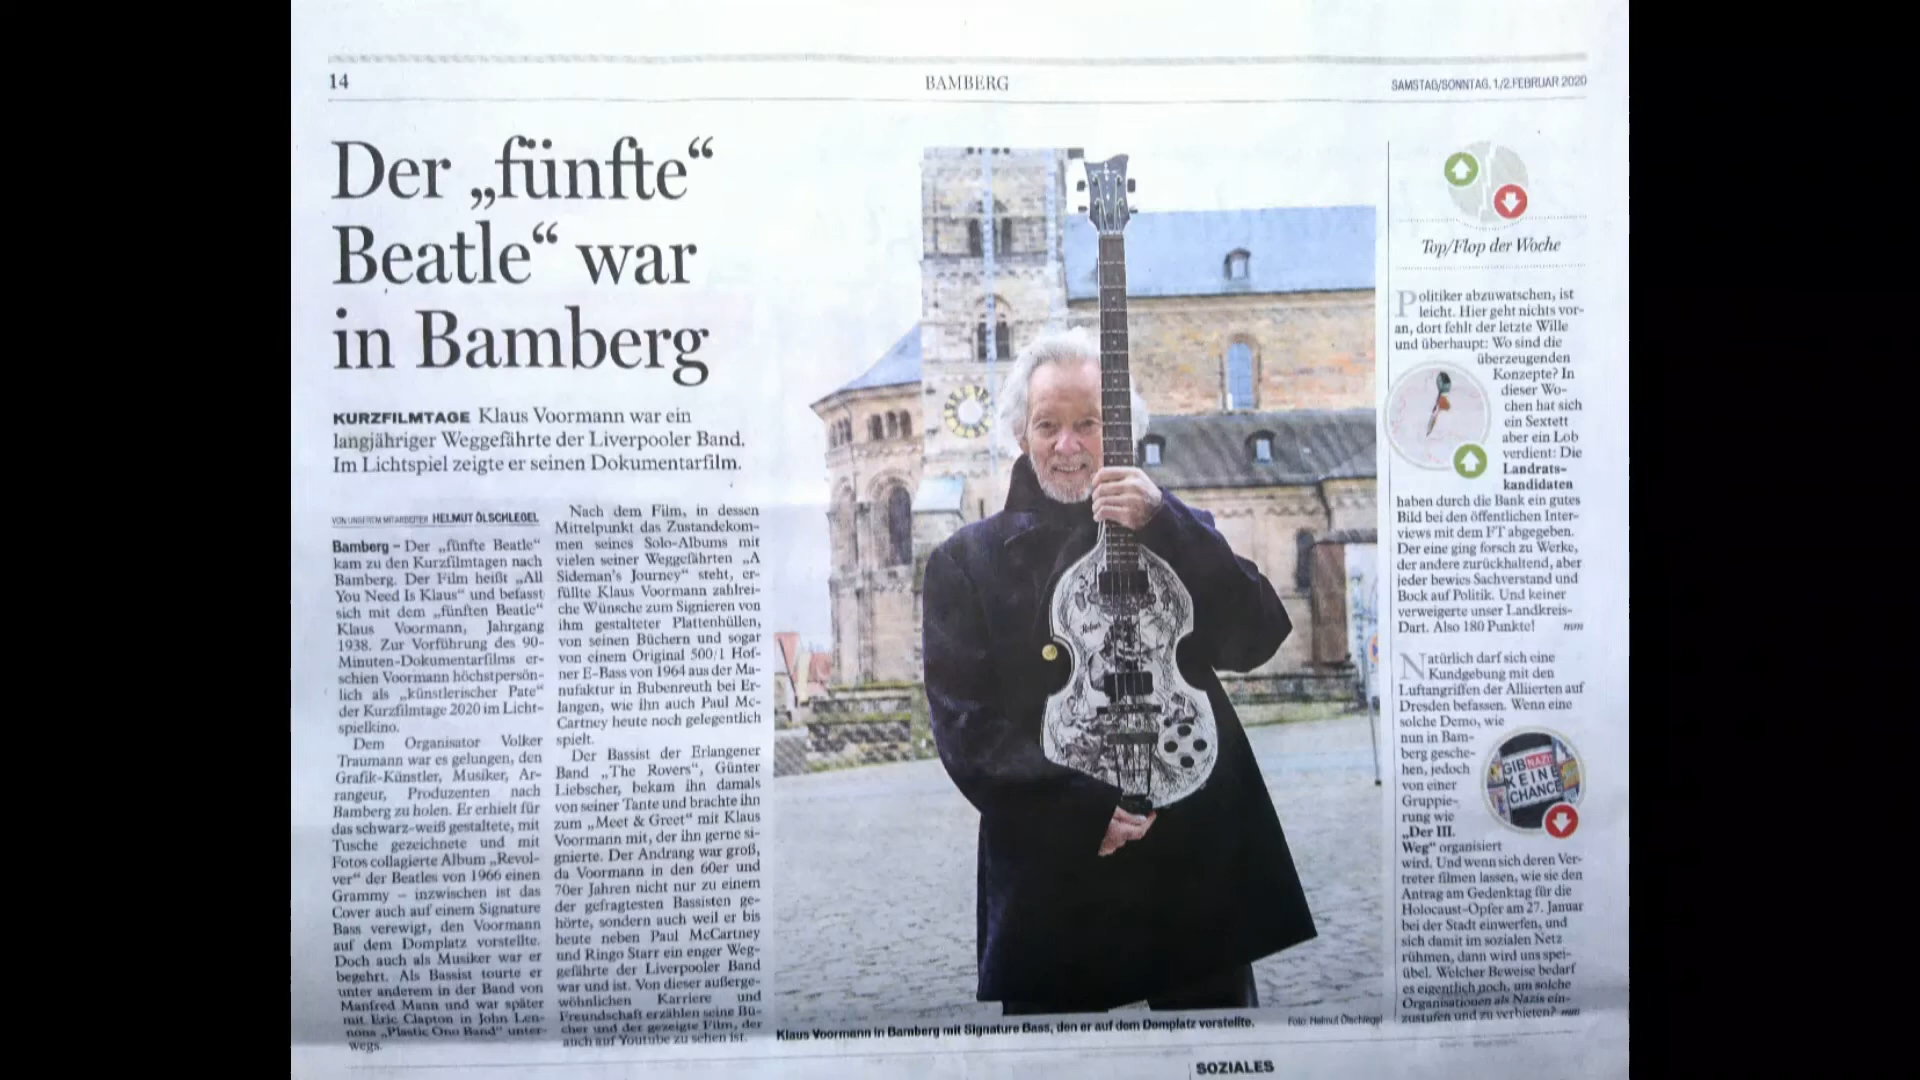 14
BAMBERG
SAMSTAG/SONNTAG, 1./2. FEBRUAR 2020
Der „fünfte“
Beatle“ war
in Bamberg
KURZFILMTAGE Klaus Voormann war ein
langjähriger Weggefährte der Liverpooler Band.
Im Lichtspiel zeigte er seinen Dokumentarfilm.
VON UNSEREM MITARBEITER HELMUT ÖLSCHLEGEL
Bamberg – Der „fünfte Beatle“
kam zu den Kurzfilmtagen nach
Bamberg. Der Film heißt „All
You Need Is Klaus“ und befasst
sich mit dem „fünften Beatle“
Klaus Voormann, Jahrgang
1938. Zur Vorführung des 90-
Minuten-Dokumentarfilms er-
schien Voormann höchstpersön-
lich als „künstlerischer Pate“
der Kurzfilmtage 2020 im Licht-
spielkino.
Dem Organisator Volker
Traumann war es gelungen, den
Grafik-Künstler, Musiker, Ar-
rangeur, Produzenten nach
Bamberg zu holen. Er erhielt für
das schwarz-weiß gestaltete, mit
Tusche gezeichnete und mit
Fotos collagierte Album „Revol-
ver“ der Beatles von 1966 einen
Grammy – inzwischen ist das
Cover auch auf einem Signature
Bass verewigt, den Voormann
auf dem Domplatz vorstellte.
Doch auch als Musiker war er
begehrt. Als Bassist tourte er
unter anderem in der Band von
Manfred Mann und war später
mit Eric Clapton in John Len-
nons „Plastic Ono Band“ unter-
wegs.
Nach dem Film, in dessen
Mittelpunkt das Zustandekom-
men seines Solo-Albums mit
vielen seiner Weggefährten „A
Sideman's Journey“ steht, er-
füllte Klaus Voormann zahlrei-
che Wünsche zum Signieren von
ihm gestalteter Plattenhüllen,
von seinen Büchern und sogar
von einem Original 500/1 Hof-
ner E-Bass von 1964 aus der Ma-
nufaktur in Bubenreuth bei Er-
langen, wie ihn auch Paul Mc-
Cartney heute noch gelegentlich
spielt.
Der Bassist der Erlangener
Band „The Rovers“, Günter
Liebscher, bekam ihn damals
von seiner Tante und brachte ihn
zum „Meet & Greet“ mit Klaus
Voormann mit, der ihn gerne si-
gnierte. Der Andrang war groß,
da Voormann in den 60er und
70er Jahren nicht nur zu einem
der gefragtesten Bassisten ge-
hörte, sondern auch weil er bis
heute neben Paul McCartney
und Ringo Starr ein enger Weg-
gefährte der Liverpooler Band
war und ist. Von dieser außerge-
wöhnlichen Karriere und
Freundschaft erzählen seine Bü-
cher und der gezeigte Film, der
auch auf Youtube zu sehen ist.
Hofner
Klaus Voormann in Bamberg mit Signature Bass, den er auf dem Domplatz vorstellte.
Foto: Helmut Ölschlegel
Top/Flop der Woche
Politiker abzuwatschen, ist
leicht. Hier geht nichts vor-
an, dort fehlt der letzte Wille
und überhaupt: Wo sind die
überzeugenden
Konzepte? In
dieser Wo-
chen hat sich
ein Sextett
aber ein Lob
verdient: Die
Landrats-
kandidaten
haben durch die Bank ein gutes
Bild bei den öffentlichen Inter-
views mit dem FT abgegeben.
Der eine ging forsch zu Werke,
der andere zurückhaltend, aber
jeder bewies Sachverstand und
Bock auf Politik. Und keiner
verweigerte unser Landkreis-
Dart. Also 180 Punkte! mm
Natürlich darf sich eine
Kundgebung mit den
Luftangriffen der Alliierten auf
Dresden befassen. Wenn eine
solche Demo, wie
nun in Bam-
berg gesche-
hen, jedoch
von einer
Gruppie-
rung wie
„Der III.
Weg“ organisiert
wird. Und wenn sich deren Ver-
treter filmen lassen, wie sie den
Antrag am Gedenktag für die
Holocaust-Opfer am 27. Januar
bei der Stadt einwerfen, und
sich damit im sozialen Netz
rühmen, dann wird uns spei-
übel. Welcher Beweise bedarf
es eigentlich noch, um solche
Organisationen als Nazis ein-
zustufen und zu verbieten? mm
GIB NAZIS
KEINE
CHANCE
SOZIALES